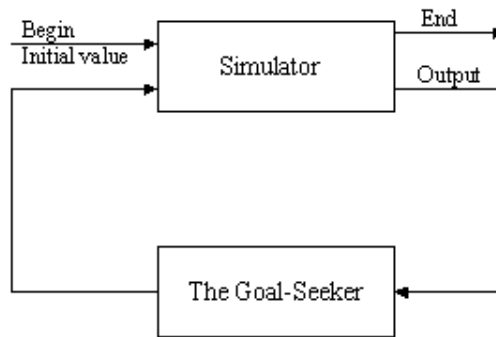 Begin
Initial value
Simulator
End
Output
The Goal-Seeker